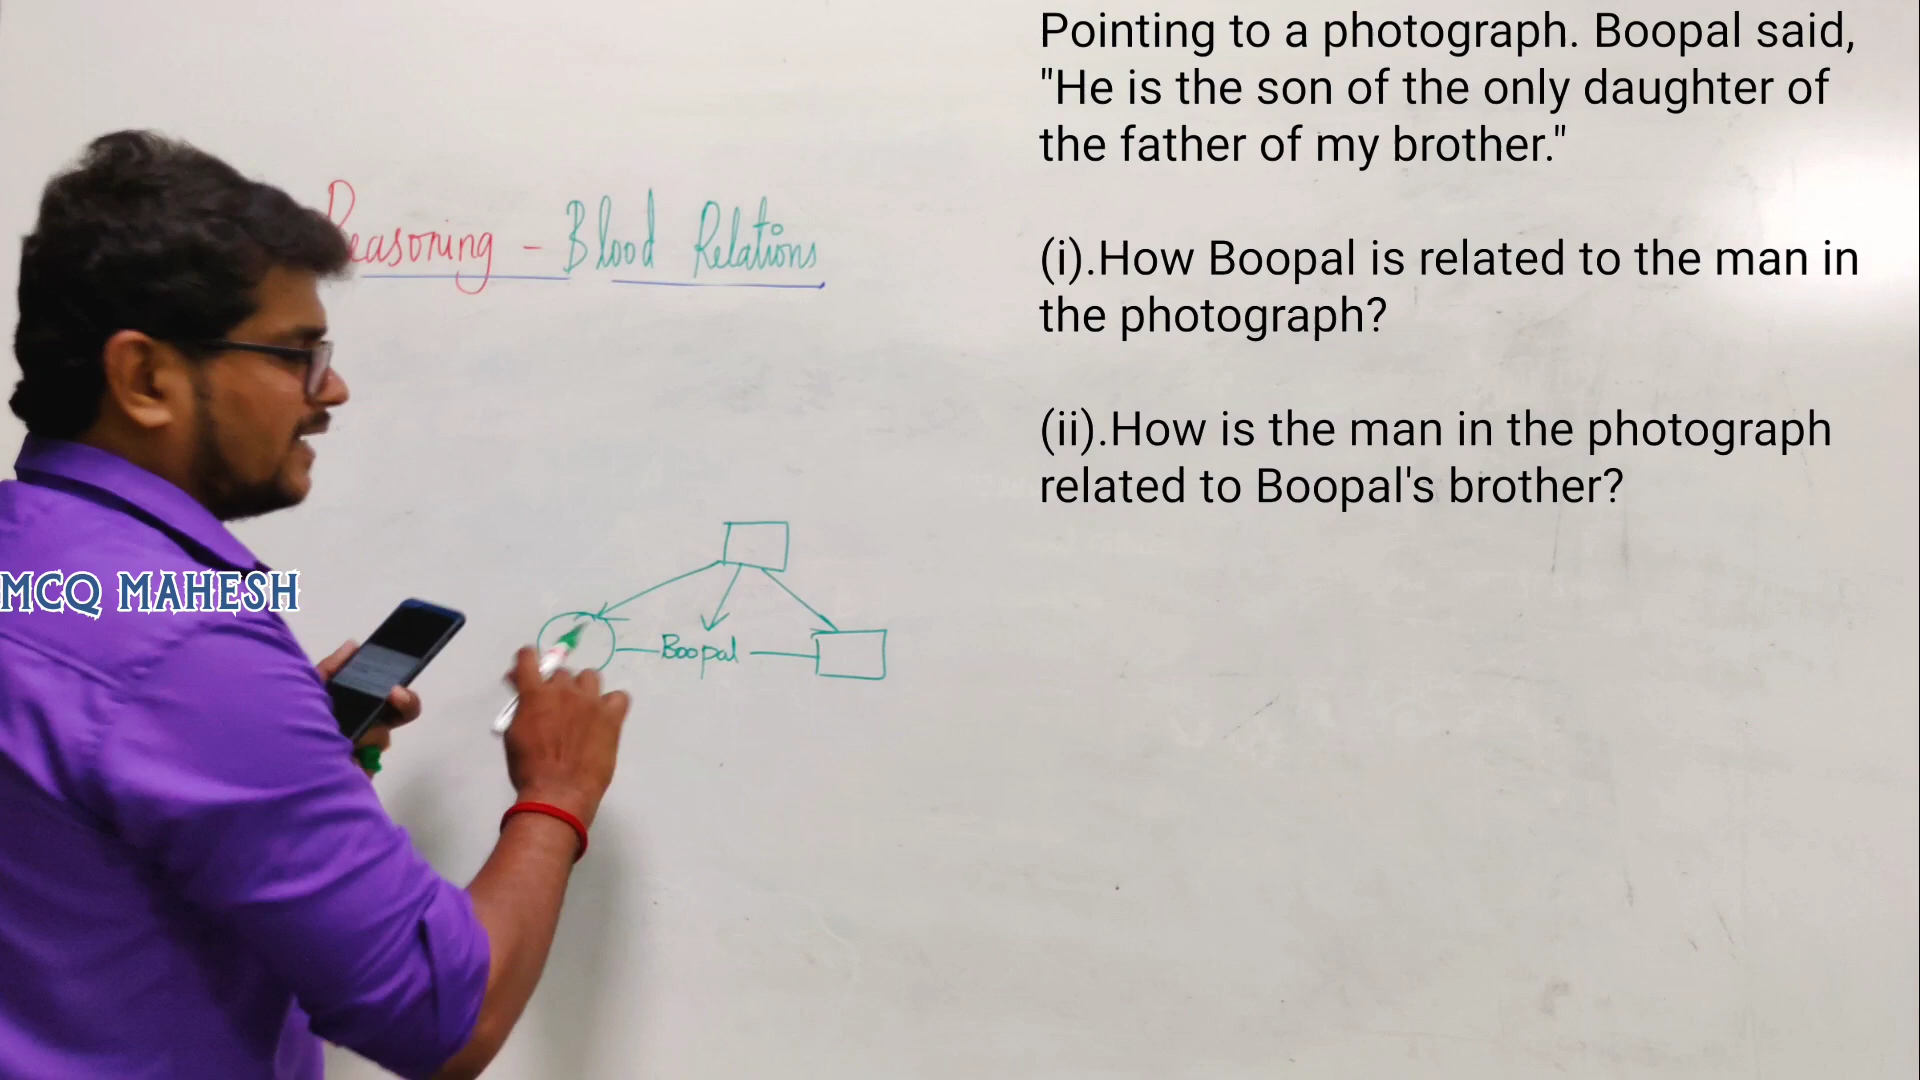 Pointing to a photograph. Boopal said,
"He is the son of the only daughter of
the father of my brother."
(i).How Boopal is related to the man in
the photograph?
(ii).How is the man in the photograph
related to Boopal's brother?
Reasoning - Blood Relations
MCQ MAHESH
Boopal